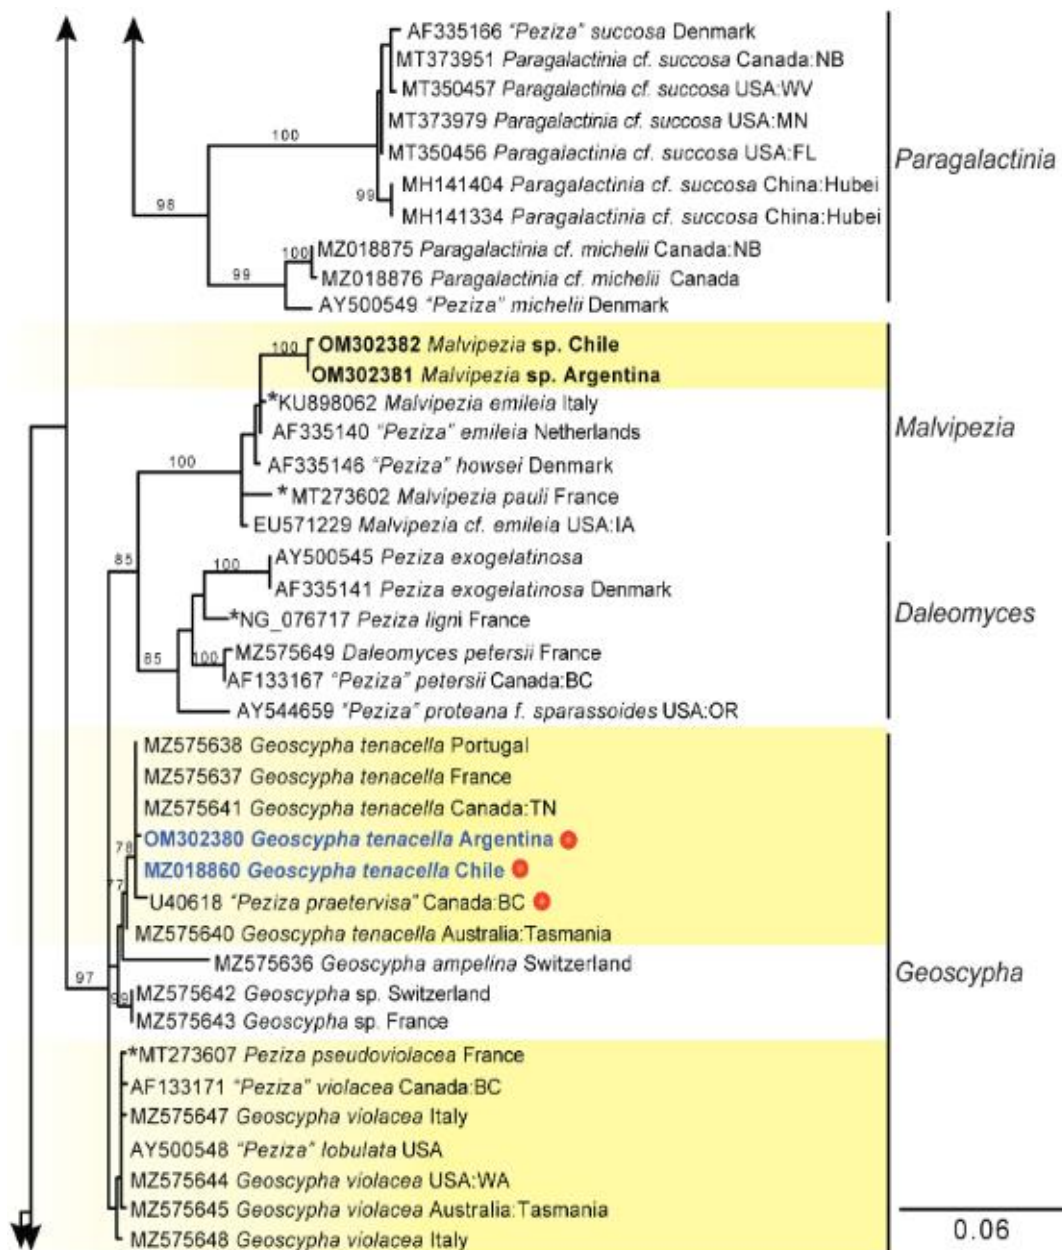 AF335166 "Peziza" succosa Denmark
MT373951 Paragalactinia cf. succosa Canada:NB
MT350457 Paragalactinia cf. succosa USA:WV
MT373979 Paragalactinia cf. succosa USA:MN
100
MT350456 Paragalactinia cf. succosa USA:FL
Paragalactinia
MH141404 Paragalactinia cf. succosa China:Hubei
99
MH141334 Paragalactinia cf. succosa China:Hubei
98
MZ018875 Paragalactinia cf. michelii Canada:NB
100
MZ018876 Paragalactinia cf. michelii Canada
99
AY500549 "Peziza" michelii Denmark
OM302382 Malvipezia sp. Chile
100
OM302381 Malvipezia sp. Argentina
*KU898062 Malvipezia emileia Italy
Malvipezia
AF335140 "Peziza" emileia Netherlands
AF335146 "Peziza" howsei Denmark
100
*MT273602 Malvipezia pauli France
EU571229 Malvipezia cf. emileia USA:IA
85
AY500545 Peziza exogelatinosa
100
AF335141 Peziza exogelatinosa Denmark
*NG_076717 Peziza ligni France
Daleomyces
MZ575649 Daleomyces petersii France
85
100
AF133167 "Peziza" petersii Canada:BC
AY544659 "Peziza" proteana f. sparassoides USA:OR
MZ575638 Geoscypha tenacella Portugal
MZ575637 Geoscypha tenacella France
MZ575641 Geoscypha tenacella Canada:TN
OM302380 Geoscypha tenacella Argentina
78
MZ018860 Geoscypha tenacella Chile
77
U40618 "Peziza praetervisa" Canada:BC
MZ575640 Geoscypha tenacella Australia:Tasmania
MZ575636 Geoscypha ampelina Switzerland
Geoscypha
97
MZ575642 Geoscypha sp. Switzerland
99
MZ575643 Geoscypha sp. France
*MT273607 Peziza pseudoviolacea France
AF133171 "Peziza" violacea Canada:BC
MZ575647 Geoscypha violacea Italy
AY500548 "Peziza" lobulata USA
MZ575644 Geoscypha violacea USA:WA
MZ575645 Geoscypha violacea Australia:Tasmania
MZ575648 Geoscypha violacea Italy
0.06